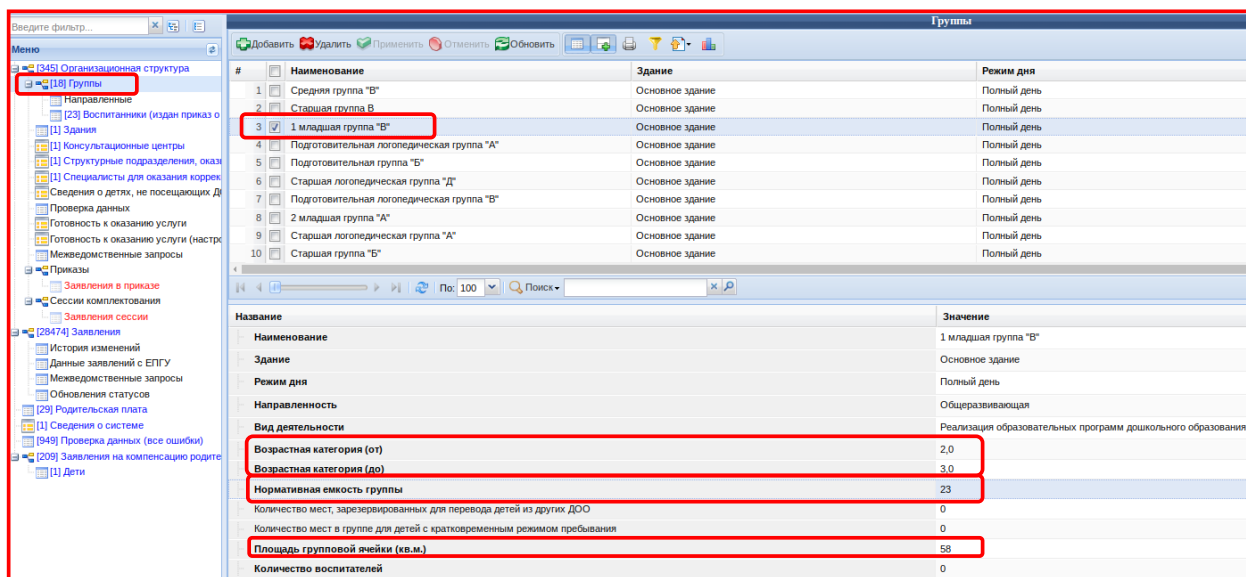 Группы
Введите фильтр...
Меню
[345] Организационная структура
[18] Группы
Направленные
[23] Воспитанники (издан приказ о
[1] Здания
[1] Консультационные центры
[1] Структурные подразделения, оказы
[1] Специалисты для оказания коррек
Сведения о детях, не посещающих Д
Проверка данных
Готовность к оказанию услуги
Готовность к оказанию услуги (настро
Межведомственные запросы
Приказы
Заявления в приказе
Сессии комплектования
Заявления сессии
[28474] Заявления
История изменений
Данные заявлений с ЕПГУ
Межведомственные запросы
Обновления статусов
[29] Родительская плата
[1] Сведения о системе
[949] Проверка данных (все ошибки)
[209] Заявления на компенсацию родите
[1] Дети
Добавить Удалить Применить Отменить Обновить
# Наименование Здание Режим дня
1 Средняя группа "В" Основное здание Полный день
2 Старшая группа В Основное здание Полный день
3 1 младшая группа "В" Основное здание Полный день
4 Подготовительная логопедическая группа "А" Основное здание Полный день
5 Подготовительная группа "Б" Основное здание Полный день
6 Старшая логопедическая группа "Д" Основное здание Полный день
7 Подготовительная логопедическая группа "В" Основное здание Полный день
8 2 младшая группа "А" Основное здание Полный день
9 Старшая логопедическая группа "А" Основное здание Полный день
10 Старшая группа "Б" Основное здание Полный день
По: 100 Поиск
Название Значение
Наименование 1 младшая группа "В"
Здание Основное здание
Режим дня Полный день
Направленность Общеразвивающая
Вид деятельности Реализация образовательных программ дошкольного образования
Возрастная категория (от) 2,0
Возрастная категория (до) 3,0
Нормативная емкость группы 23
Количество мест, зарезервированных для перевода детей из других ДОО 0
Количество мест в группе для детей с кратковременным режимом пребывания 0
Площадь групповой ячейки (кв.м.) 58
Количество воспитателей 0